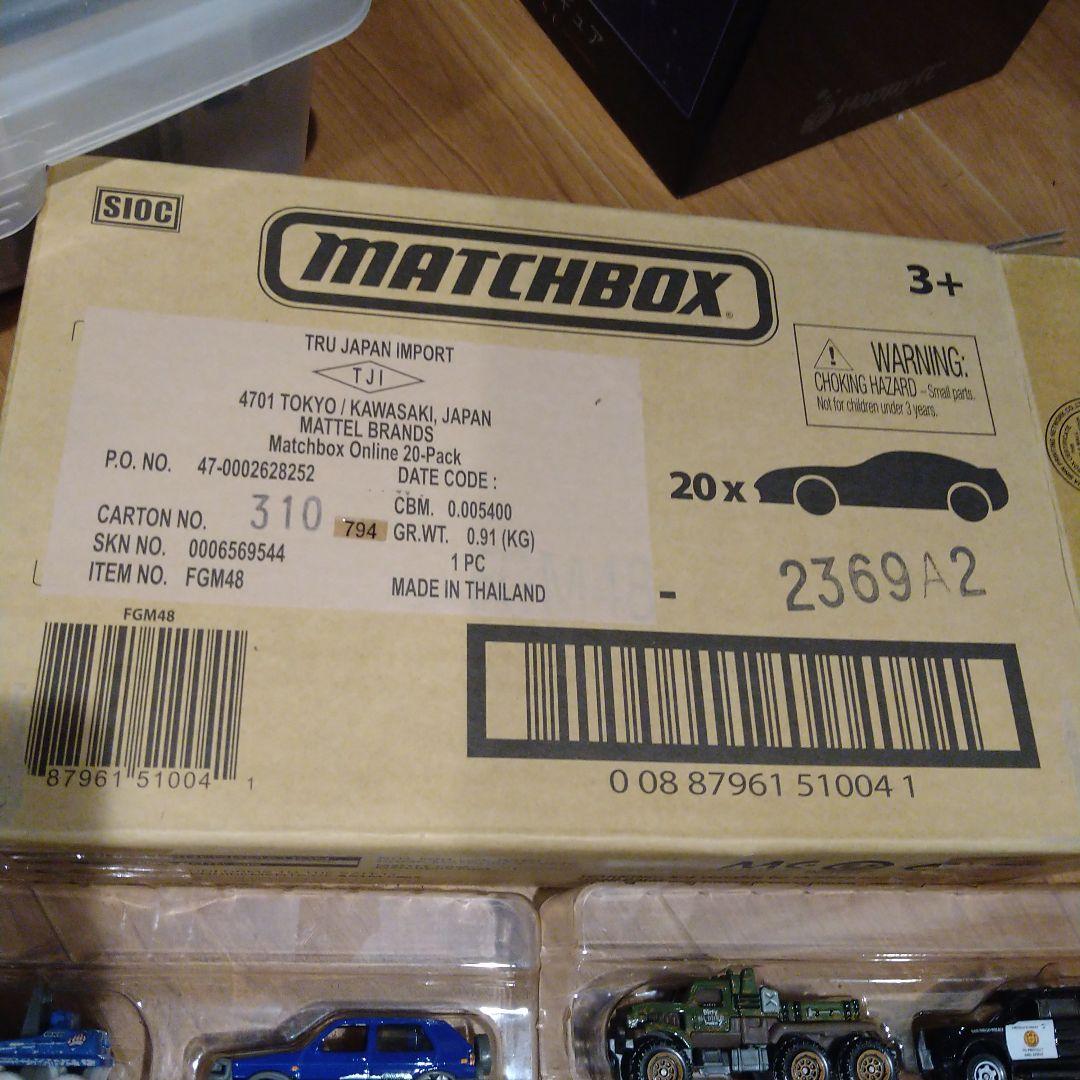 SIOC
MATCHBOX
3+
TRU JAPAN IMPORT
TJI
4701 TOKYO / KAWASAKI, JAPAN
MATTEL BRANDS
Matchbox Online 20-Pack
P.O. NO. 47-0002628252 DATE CODE :
CARTON NO. 310 794 CBM. 0.005400
SKN NO. 0006569544 GR.WT. 0.91 (KG)
ITEM NO. FGM48 1 PC
MADE IN THAILAND
WARNING:
CHOKING HAZARD – Small parts.
Not for children under 3 years.
20 x
- 2369A2
FGM48
87961 51004 1
0 08 87961 51004 1